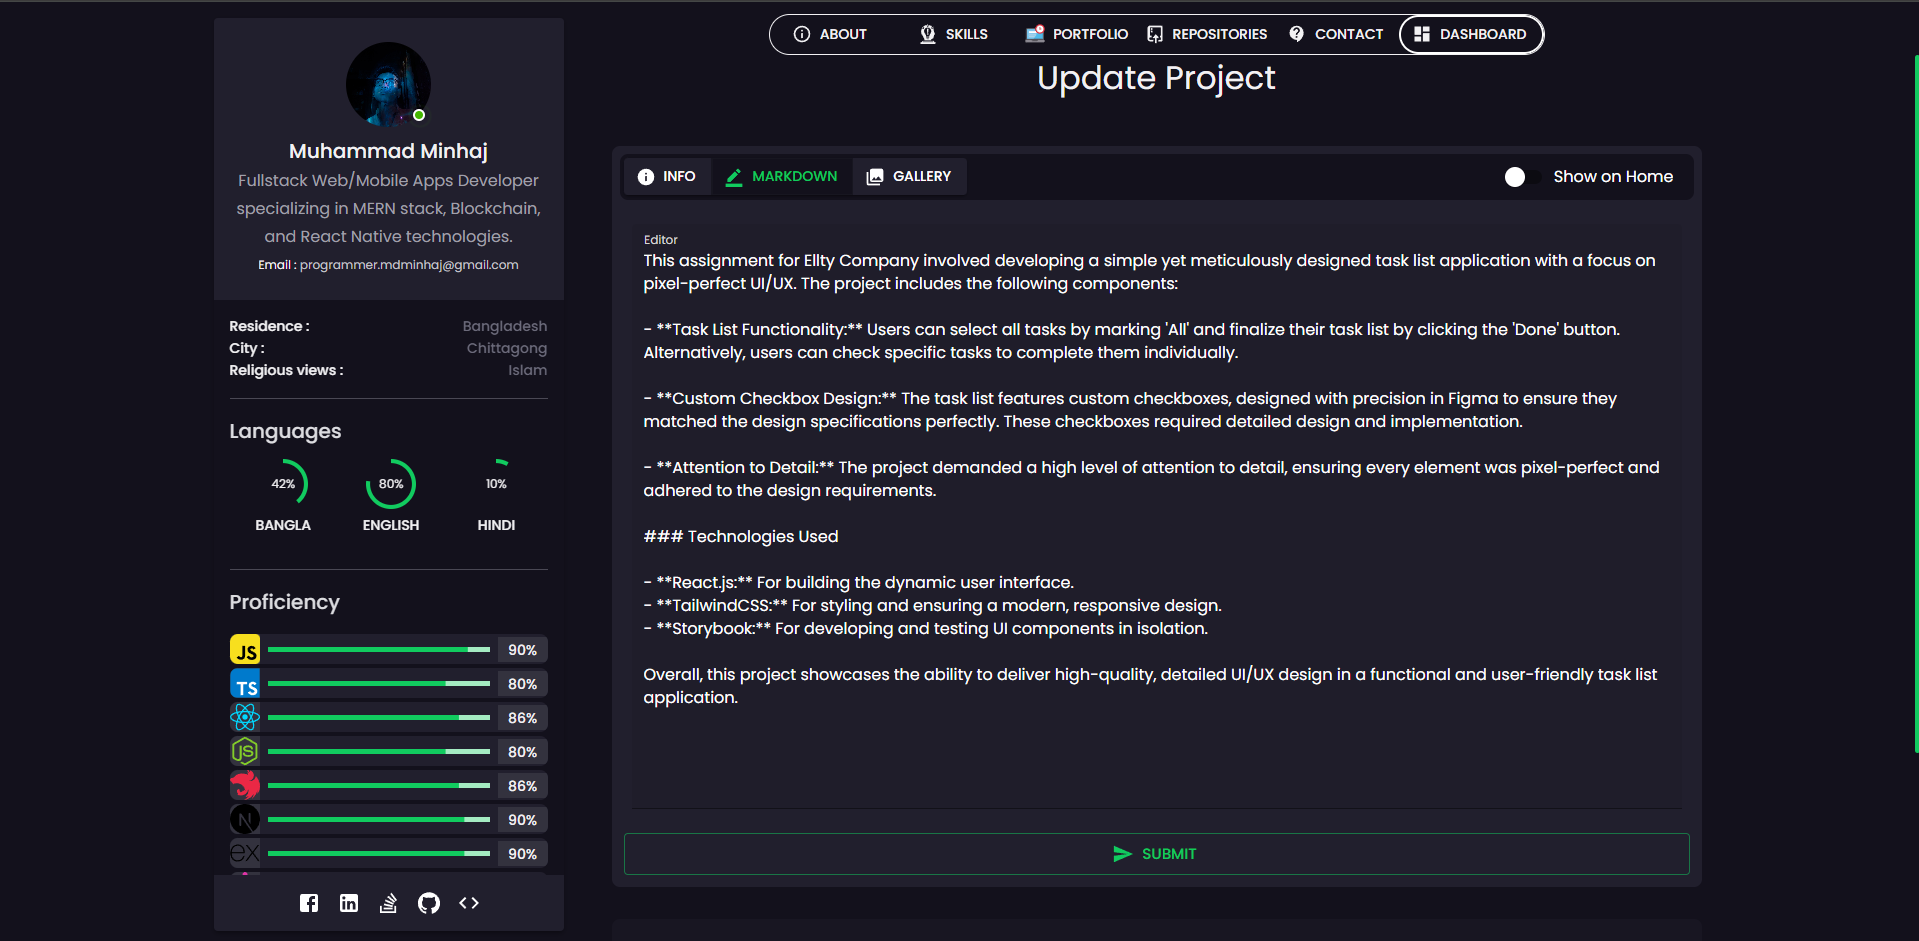 ABOUT
SKILLS
PORTFOLIO
REPOSITORIES
CONTACT
DASHBOARD
Muhammad Minhaj
Fullstack Web/Mobile Apps Developer
specializing in MERN stack, Blockchain,
and React Native technologies.
Email : programmer.mdminhaj@gmail.com
Residence : Bangladesh
City : Chittagong
Religious views : Islam
Languages
42%
80%
10%
BANGLA
ENGLISH
HINDI
Proficiency
JS 90%
TS 80%
86%
JS 80%
86%
N 90%
ex 90%
Update Project
INFO
MARKDOWN
GALLERY
Show on Home
Editor
This assignment for Ellty Company involved developing a simple yet meticulously designed task list application with a focus on
pixel-perfect UI/UX. The project includes the following components:
- **Task List Functionality:** Users can select all tasks by marking 'All' and finalize their task list by clicking the 'Done' button.
Alternatively, users can check specific tasks to complete them individually.
- **Custom Checkbox Design:** The task list features custom checkboxes, designed with precision in Figma to ensure they
matched the design specifications perfectly. These checkboxes required detailed design and implementation.
- **Attention to Detail:** The project demanded a high level of attention to detail, ensuring every element was pixel-perfect and
adhered to the design requirements.
### Technologies Used
- **React.js:** For building the dynamic user interface.
- **TailwindCSS:** For styling and ensuring a modern, responsive design.
- **Storybook:** For developing and testing UI components in isolation.
Overall, this project showcases the ability to deliver high-quality, detailed UI/UX design in a functional and user-friendly task list
application.
SUBMIT